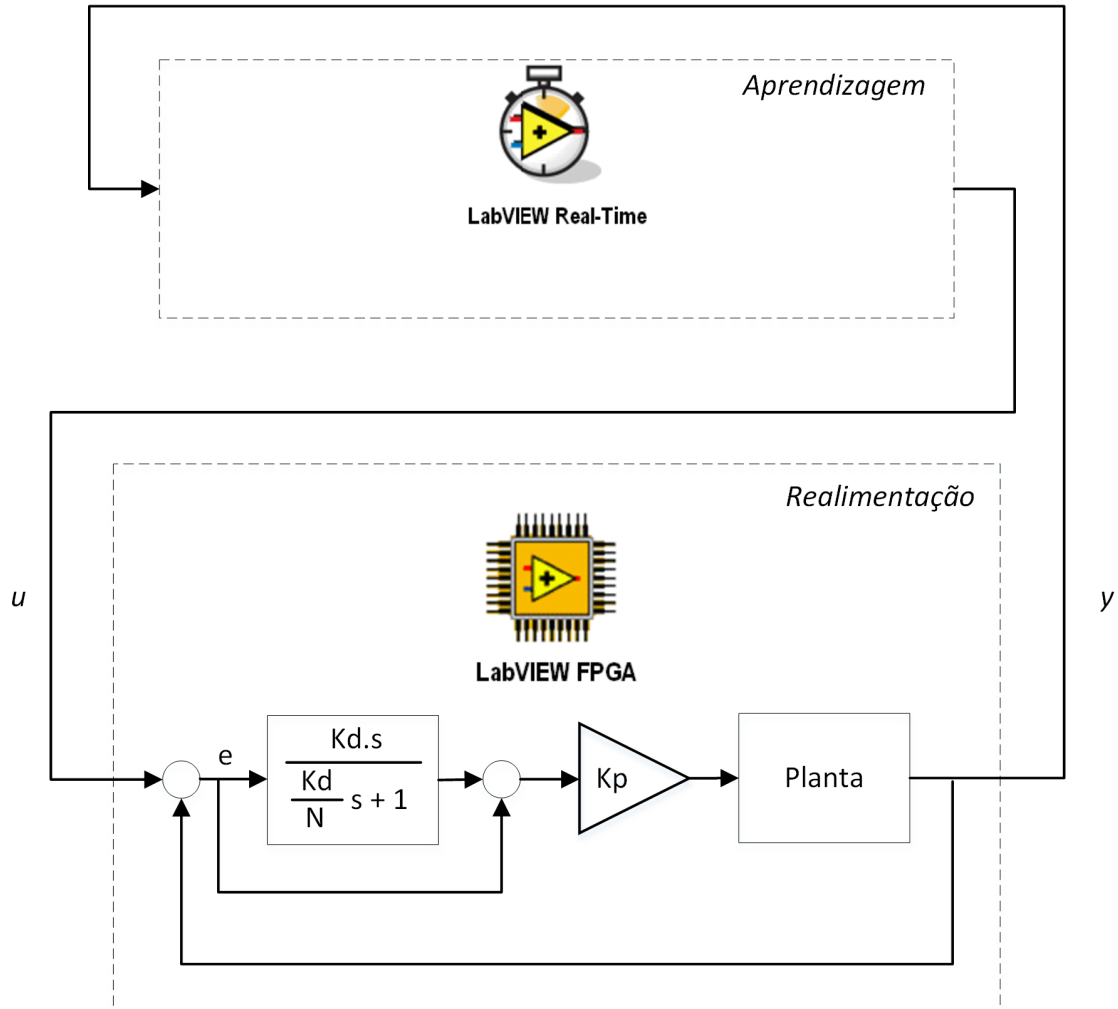 Aprendizagem
LabVIEW Real-Time
Realimentação
u
y
LabVIEW FPGA
e
Kd.s
Kd
N
s + 1
Kp
Planta